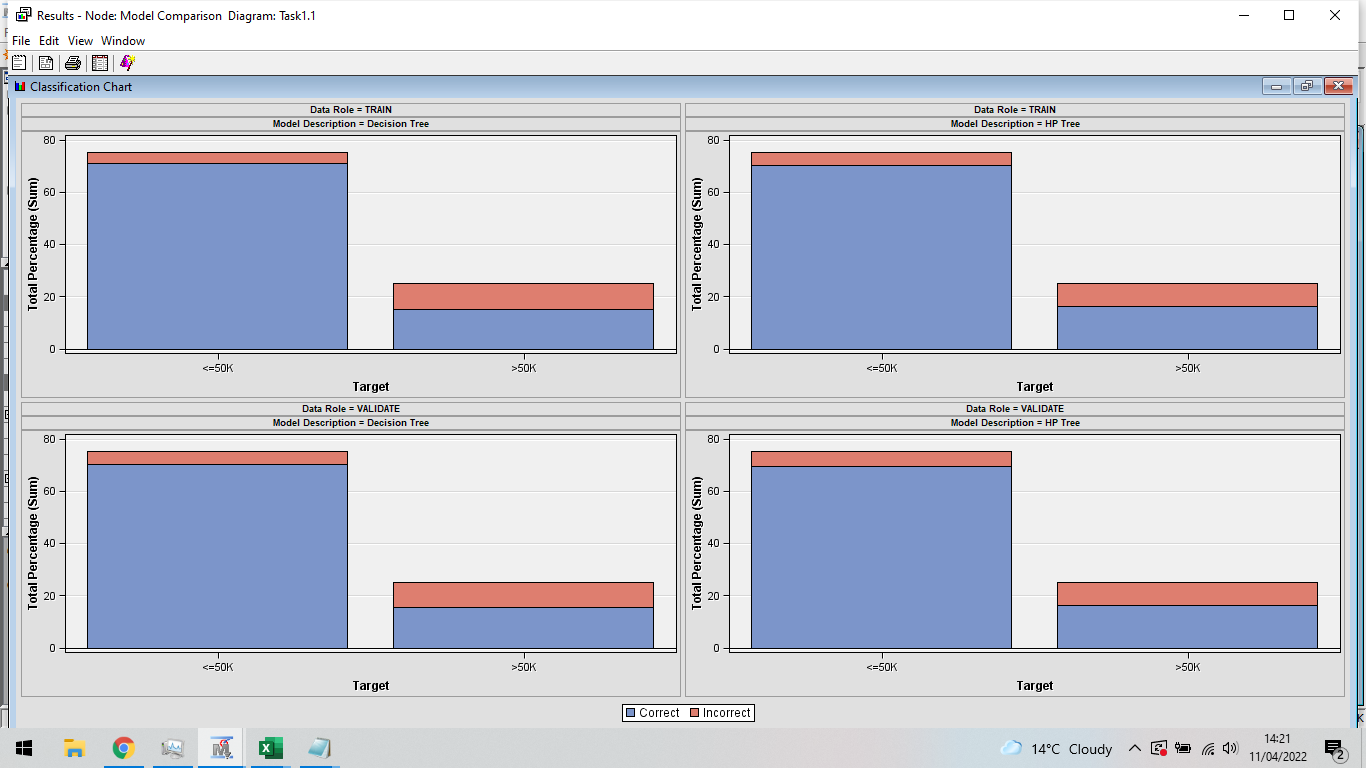 Results - Node: Model Comparison Diagram: Task1.1
File Edit View Window
Classification Chart
Data Role = TRAIN
Model Description = Decision Tree
80
60
40
20
0
Total Percentage (Sum)
<=50K
>50K
Target
Data Role = TRAIN
Model Description = HP Tree
80
60
40
20
0
Total Percentage (Sum)
<=50K
>50K
Target
Data Role = VALIDATE
Model Description = Decision Tree
80
60
40
20
0
Total Percentage (Sum)
<=50K
>50K
Target
Data Role = VALIDATE
Model Description = HP Tree
80
60
40
20
0
Total Percentage (Sum)
<=50K
>50K
Target
Correct Incorrect
14°C Cloudy
14:21
11/04/2022
2